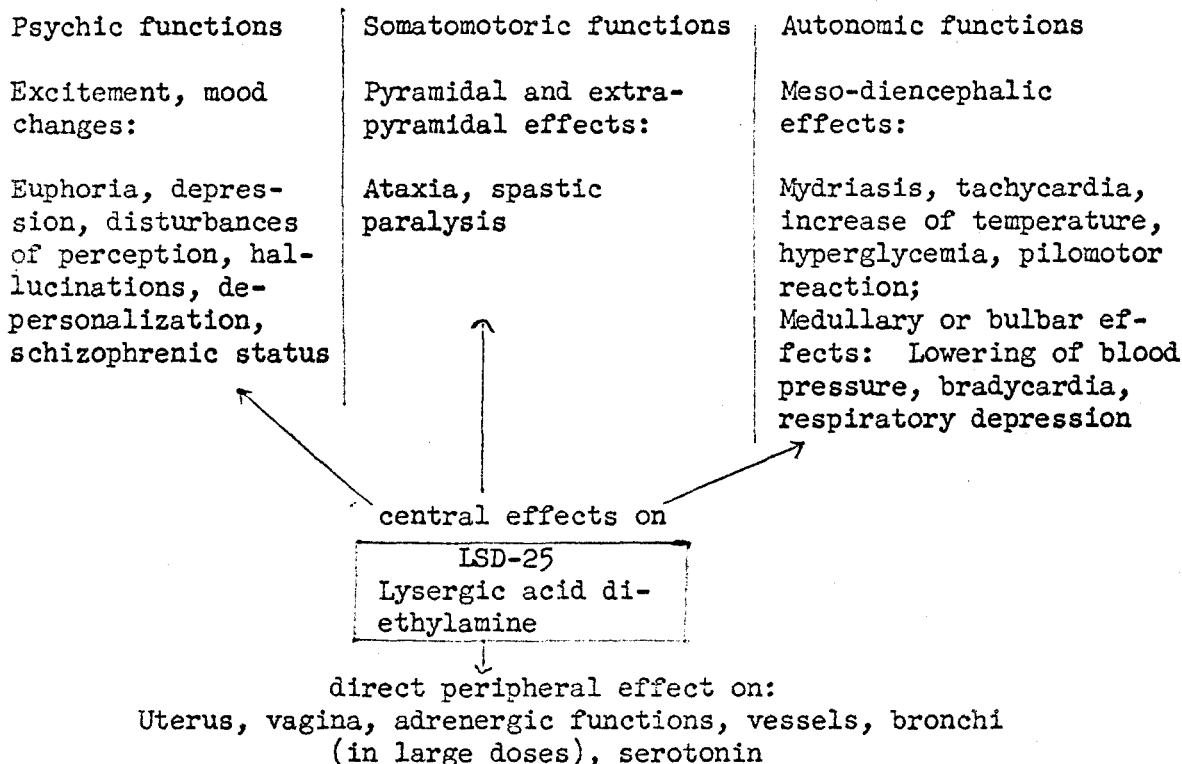 Psychic functions
Excitement, mood
changes:
Euphoria, depres-
sion, disturbances
of perception, hal-
lucinations, de-
personalization,
schizophrenic status
Somatomotoric functions
Pyramidal and extra-
pyramidal effects:
Ataxia, spastic
paralysis
Autonomic functions
Meso-diencephalic
effects:
Mydriasis, tachycardia,
increase of temperature,
hyperglycemia, pilomotor
reaction;
Medullary or bulbar ef-
fects: Lowering of blood
pressure, bradycardia,
respiratory depression
central effects on
LSD-25
Lysergic acid di-
ethylamine
direct peripheral effect on:
Uterus, vagina, adrenergic functions, vessels, bronchi
(in large doses), serotonin